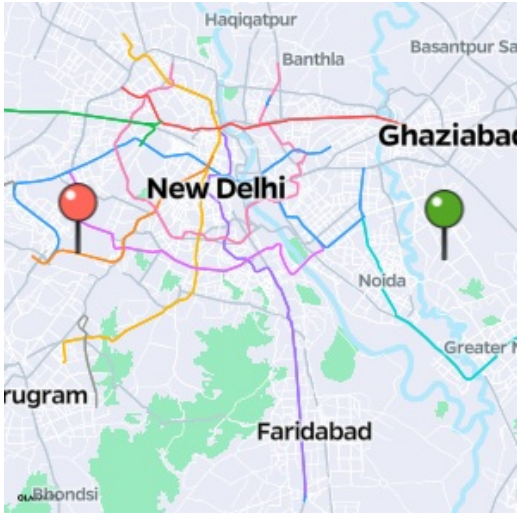 Haqiqatpur
Banthla
Basantpur Sa
Ghaziabad
New Delhi
Noida
Greater N
rugram
Faridabad
Bhondsi